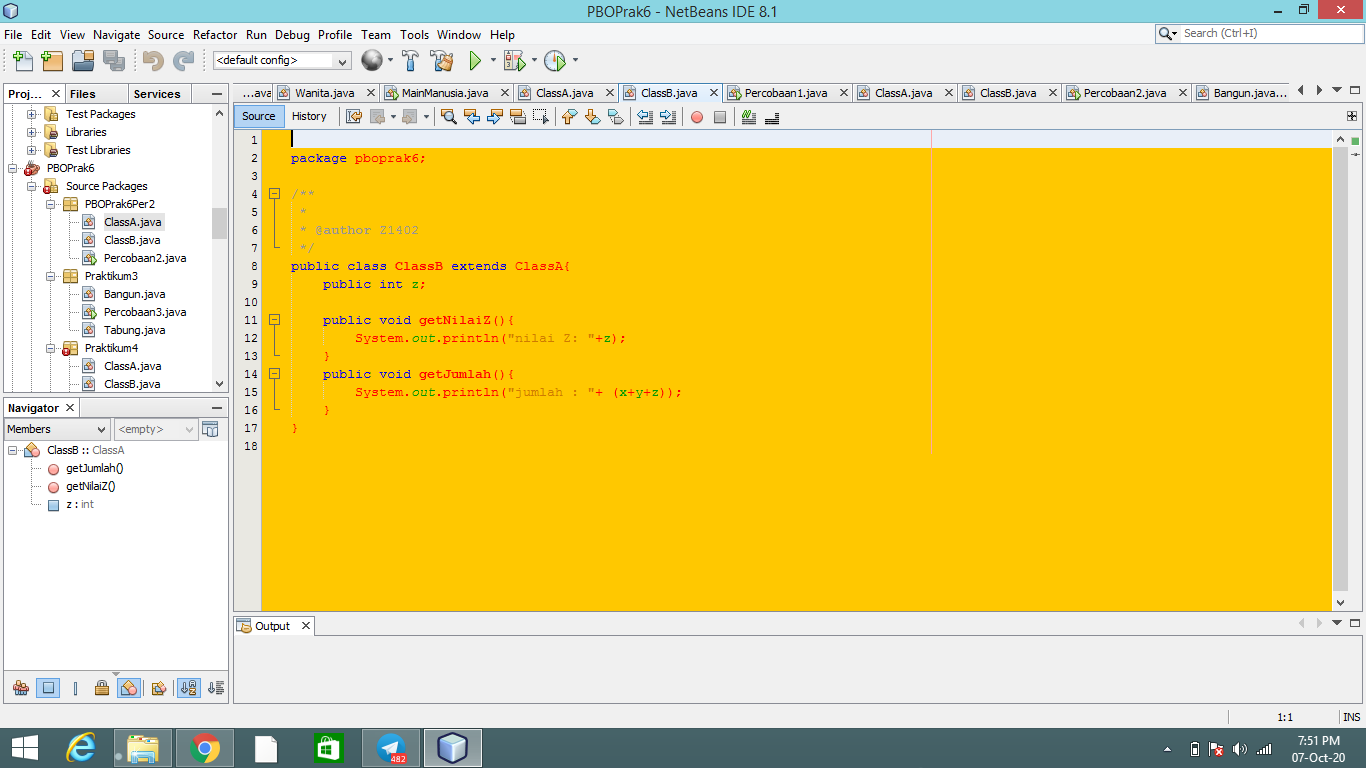 PBOPrak6 - NetBeans IDE 8.1
File Edit View Navigate Source Refactor Run Debug Profile Team Tools Window Help
Search (Ctrl+I)
<default config>
Proj... Files Services
...ava Wanita.java MainManusia.java ClassA.java ClassB.java Percobaan1.java ClassA.java ClassB.java Percobaan2.java Bangun.java...
Source History
Test Packages
Libraries
Test Libraries
PBOPrak6
Source Packages
PBOPrak6Per2
ClassA.java
ClassB.java
Percobaan2.java
Praktikum3
Bangun.java
Percobaan3.java
Tabung.java
Praktikum4
ClassA.java
ClassB.java
Navigator
Members <empty>
ClassB :: ClassA
getJumlah()
getNilaiZ()
z : int
1
2 package pboprak6;
3
4 /**
5 *
6 * @author Z1402
7 */
8 public class ClassB extends ClassA{
9 public int z;
10
11 public void getNilaiZ(){
12 System.out.println("nilai Z: "+z);
13 }
14 public void getJumlah(){
15 System.out.println("jumlah : "+ (x+y+z));
16 }
17 }
18
Output
1:1 INS
482
7:51 PM
07-Oct-20